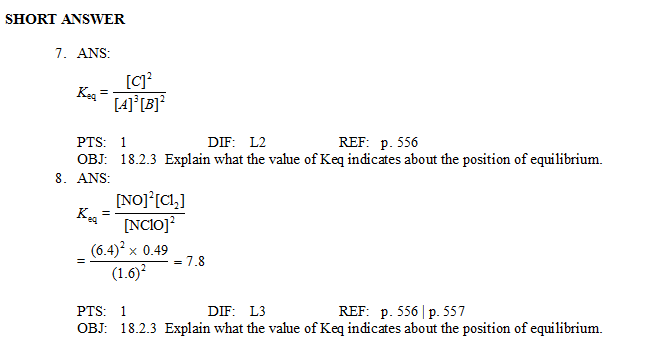 SHORT ANSWER
7. ANS:
Keq = [C]² / [A]³[B]²
PTS: 1 DIF: L2 REF: p. 556
OBJ: 18.2.3 Explain what the value of Keq indicates about the position of equilibrium.
8. ANS:
Keq = [NO]²[Cl₂] / [NClO]²
= (6.4)² × 0.49 / (1.6)² = 7.8
PTS: 1 DIF: L3 REF: p. 556 | p. 557
OBJ: 18.2.3 Explain what the value of Keq indicates about the position of equilibrium.